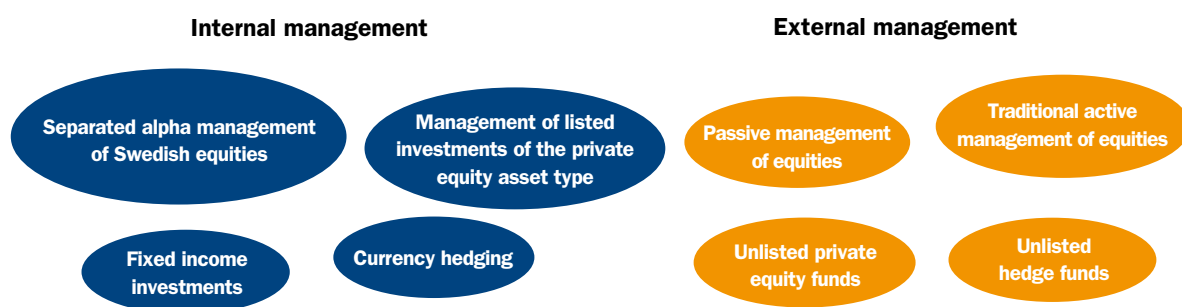 Internal management
External management
Separated alpha management
of Swedish equities
Management of listed
investments of the private
equity asset type
Passive management
of equities
Traditional active
management of equities
Fixed income
investments
Currency hedging
Unlisted private
equity funds
Unlisted
hedge funds